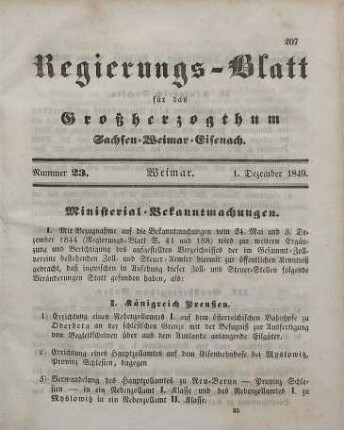 207
Regierungs-Blatt
für das
Großherzogthum
Sachsen-Weimar-Eisenach.
Nummer 23. Weimar. 1. Dezember 1849.
Ministerial-Bekanntmachungen.
I. Mit Bezugnahme auf die Bekanntmachungen vom 24. Mai und 3. De-
zember 1844 (Regierungs-Blatt S. 41 und 188) wird zur weitern Ergän-
zung und Berichtigung des aufgestellten Verzeichnisses der im Gesammt-Zoll-
vereine bestehenden Zoll- und Steuer-Aemter hiermit zur öffentlichen Kenntniß
gebracht, daß inzwischen in Ansehung dieser Zoll- und Steuer-Stellen folgende
Veränderungen Statt gefunden haben, als:
I. Königreich Preußen.
1) Errichtung eines Nebenzollamtes I. auf dem österreichischen Bahnhofe zu
Oderberg an der schlesischen Grenze mit der Befugniß zur Ausfertigung
von Begleitscheinen über aus dem Auslande anlangende Eilgüter.
2) Errichtung eines Hauptzollamtes auf dem Eisenbahnhofe bei Myslowitz,
Provinz Schlesien, dagegen
3) Verwandelung des Hauptzollamtes zu Neu-Berun — Provinz Schle-
sien — in ein Nebenzollamt I. Klasse und des Nebenzollamtes I. zu
Myslowitz in ein Nebenzollamt II. Klasse.